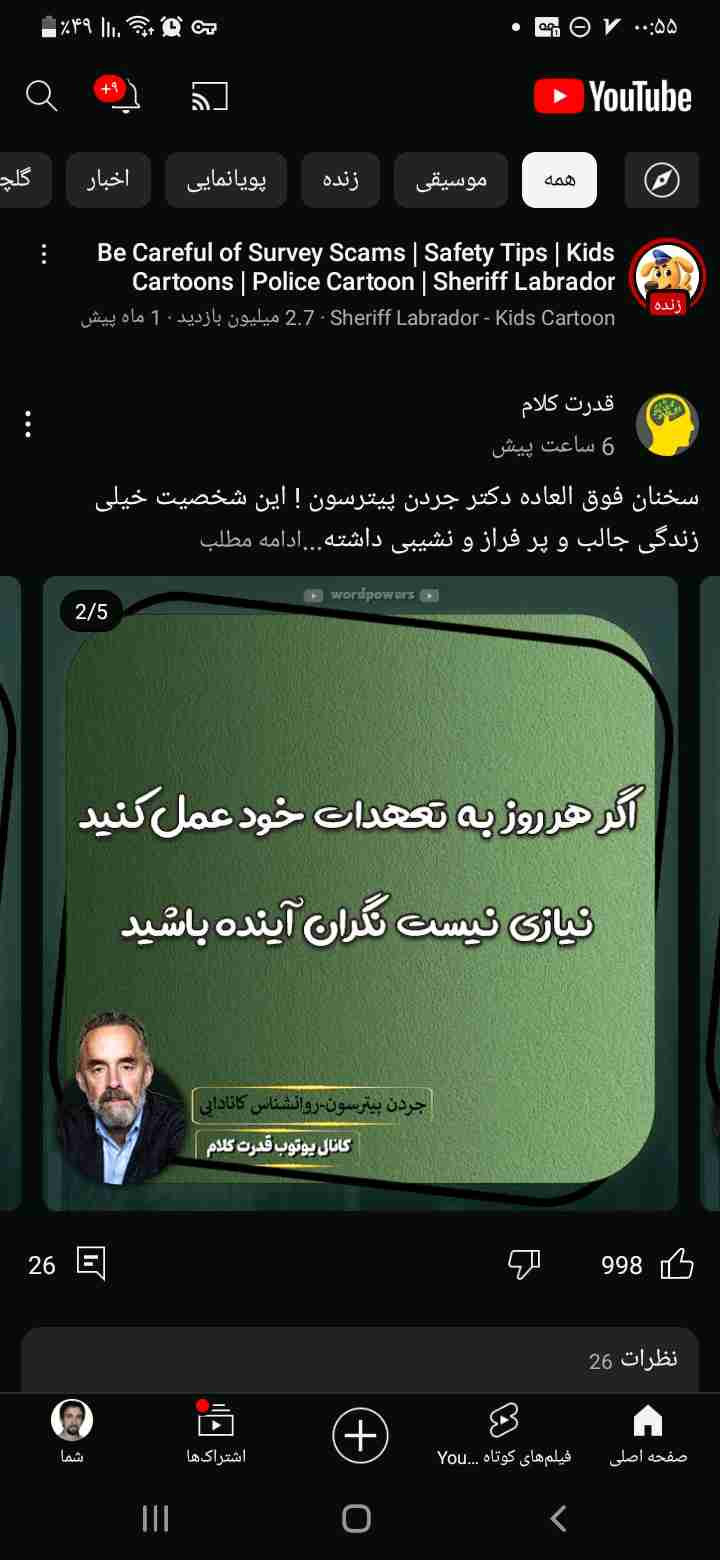 ٪۴۹
۰۰:۵۵
+۹
YouTube
همه
موسیقی
زنده
پویانمایی
اخبار
گلچ
Be Careful of Survey Scams | Safety Tips | Kids
Cartoons | Police Cartoon | Sheriff Labrador
زنده
Sheriff Labrador - Kids Cartoon · 2.7 میلیون بازدید · 1 ماه پیش
قدرت کلام
6 ساعت پیش
سخنان فوق العاده دکتر جردن پیترسون ! این شخصیت خیلی
زندگی جالب و پر فراز و نشیبی داشته...ادامه مطلب
2/5
wordpowers
اگر هر روز به تعهدات خود عمل کنید
نیازی نیست نگران آینده باشید
جردن پیترسون-روانشناس کانادایی
کانال یوتوب قدرت کلام
998
26
نظرات 26
صفحه اصلی
فیلم‌های کوتاه You...
اشتراک‌ها
شما